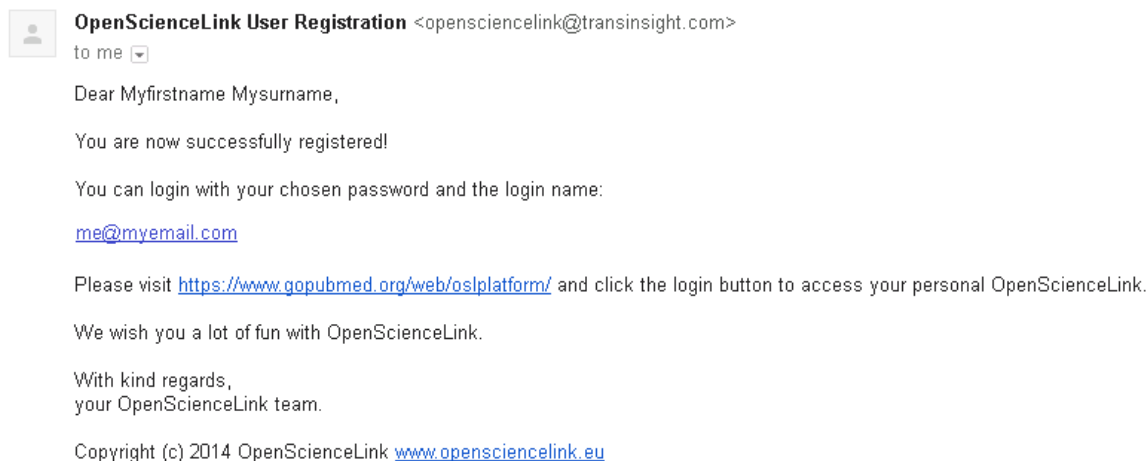 OpenScienceLink User Registration <opensciencelink@transinsight.com>
to me
Dear Myfirstname Mysurname,
You are now successfully registered!
You can login with your chosen password and the login name:
me@myemail.com
Please visit https://www.gopubmed.org/web/oslplatform/ and click the login button to access your personal OpenScienceLink.
We wish you a lot of fun with OpenScienceLink.
With kind regards,
your OpenScienceLink team.
Copyright (c) 2014 OpenScienceLink www.opensciencelink.eu